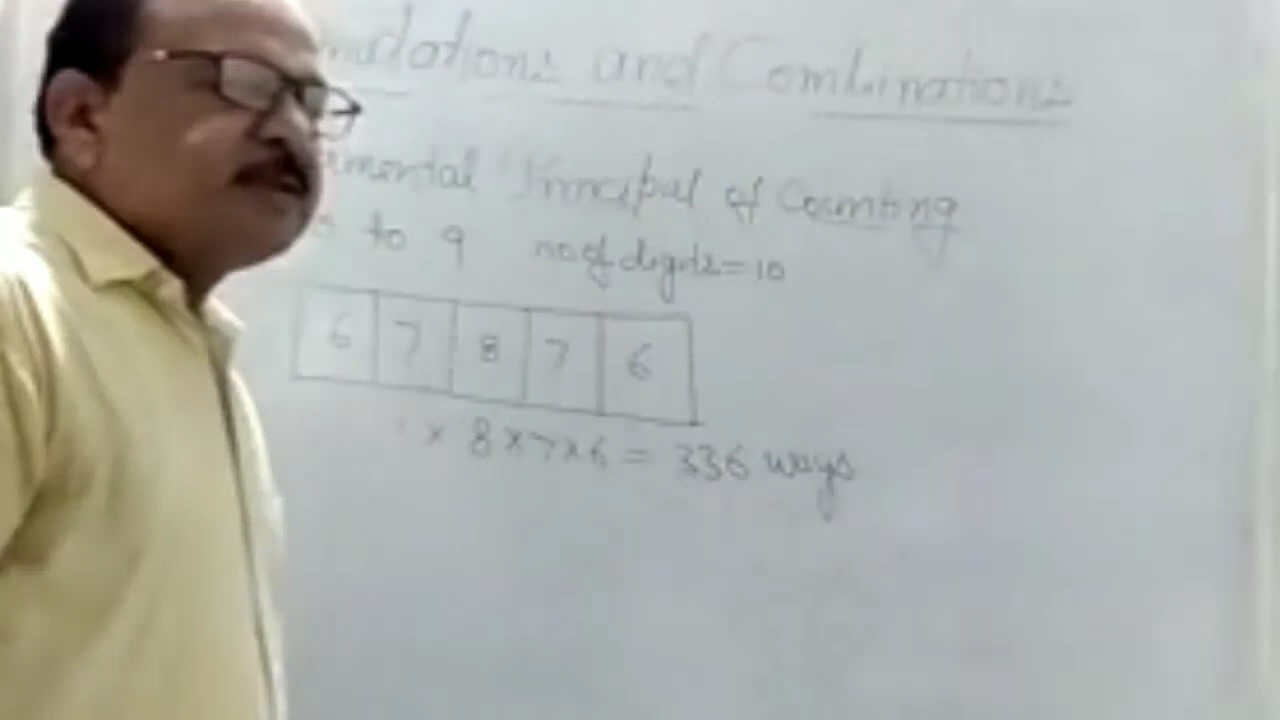 and Combinations
Principal of Counting
to 9 no of digits = 10
6 7 8 7 6
× 8 × 7 × 6 = 336 ways